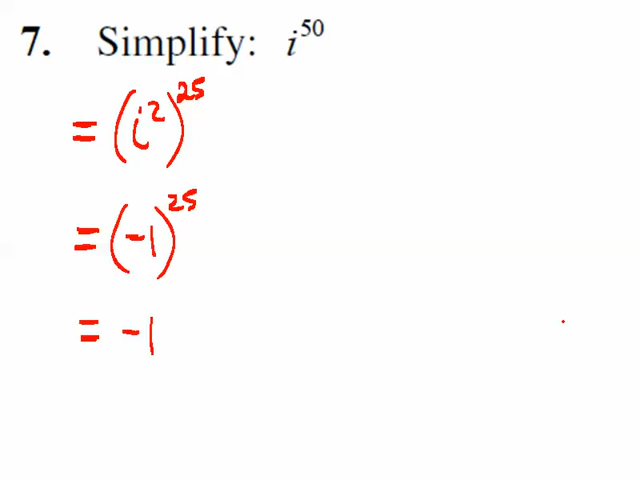 7. Simplify: i^50
= (i^2)^25
= (-1)^25
= -1